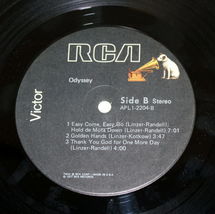 RCA
Odyssey
Victor
Side B Stereo
APL1-2204-B
1 Easy Come, Easy Go (Linzer-Randell)
Hold de Mota Down (Linzer-Randell) 7:01
2 Golden Hands (Linzer-Kotkow) 3:17
3 Thank You God for One More Day
(Linzer-Randell) 4:00